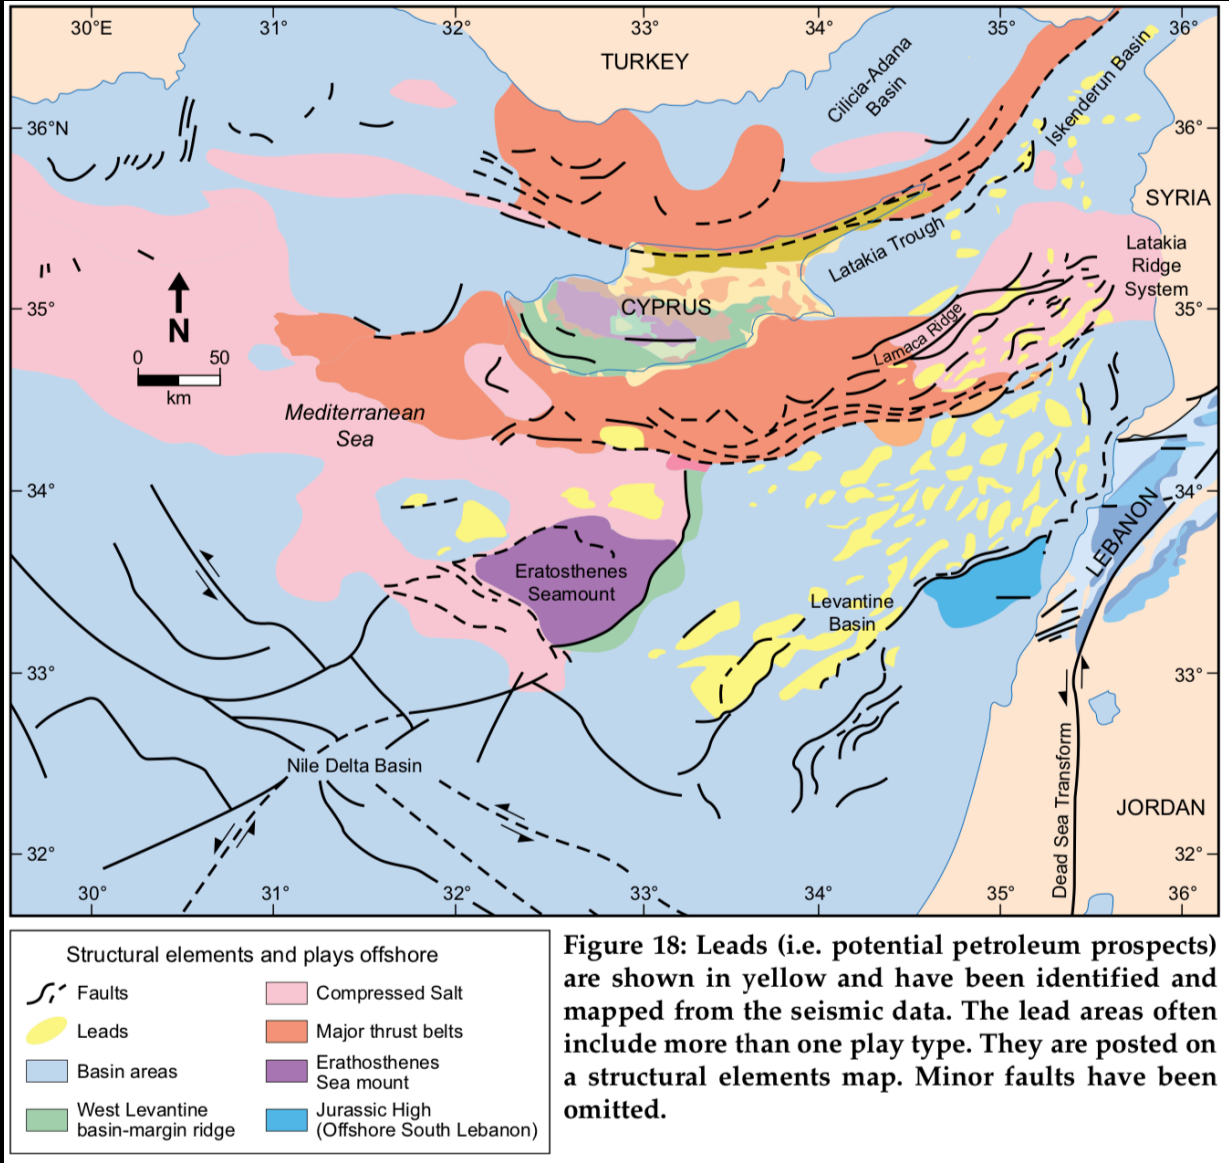 30°E 31° 32° 33° 34° 35° 36°
TURKEY
Cilicia-Adana
Basin
Iskenderun Basin
36°N
36°
SYRIA
Latakia Trough
Latakia
Ridge
System
35°
CYPRUS
35°
N
Larnaca Ridge
0 50
km
Mediterranean
Sea
34°
34°
LEBANON
Eratosthenes
Seamount
Levantine
Basin
33°
33°
Nile Delta Basin
Dead Sea Transform
JORDAN
32°
32°
30° 31° 32° 33° 34° 35° 36°
Structural elements and plays offshore
Faults
Leads
Basin areas
West Levantine
basin-margin ridge
Compressed Salt
Major thrust belts
Erathosthenes
Sea mount
Jurassic High
(Offshore South Lebanon)
Figure 18: Leads (i.e. potential petroleum prospects)
are shown in yellow and have been identified and
mapped from the seismic data. The lead areas often
include more than one play type. They are posted on
a structural elements map. Minor faults have been
omitted.